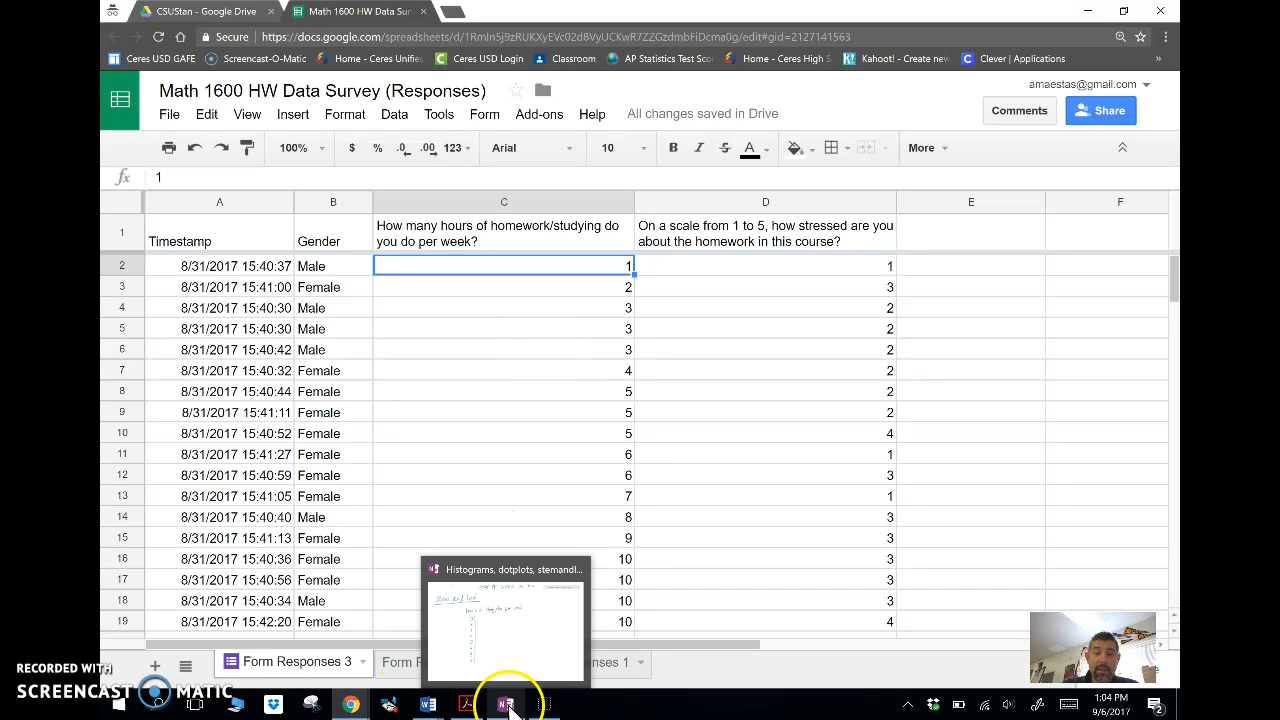 CSUStan - Google Drive
Math 1600 HW Data Sur
Secure
https://docs.google.com/spreadsheets/d/1RmIn5j9zRUKXyEVc02d8VyUCKwR7ZZGzdmbFiDcma0g/edit#gid=2127141563
Ceres USD GAFE Screencast-O-Matic Home - Ceres Unifie Ceres USD Login Classroom AP Statistics Test Sco Home - Ceres High S Kahoot! - Create new Clever | Applications »
amaestas@gmail.com
Math 1600 HW Data Survey (Responses)
File Edit View Insert Format Data Tools Form Add-ons Help All changes saved in Drive
Comments Share
100% $ % .0 .00 123 Arial 10 B I S A More
fx 1
A B C D E F
1 Timestamp Gender How many hours of homework/studying do you do per week? On a scale from 1 to 5, how stressed are you about the homework in this course?
2 8/31/2017 15:40:37 Male 1 1
3 8/31/2017 15:41:00 Female 2 3
4 8/31/2017 15:40:30 Male 3 2
5 8/31/2017 15:40:30 Male 3 2
6 8/31/2017 15:40:42 Male 3 2
7 8/31/2017 15:40:32 Female 4 2
8 8/31/2017 15:40:44 Female 5 2
9 8/31/2017 15:41:11 Female 5 2
10 8/31/2017 15:40:52 Female 5 4
11 8/31/2017 15:41:27 Female 6 1
12 8/31/2017 15:40:59 Female 6 3
13 8/31/2017 15:41:05 Female 7 1
14 8/31/2017 15:40:40 Male 8 3
15 8/31/2017 15:41:13 Female 9 3
16 8/31/2017 15:40:36 Female 10 3
17 8/31/2017 15:40:56 Female 10 3
18 8/31/2017 15:40:34 Male 10 3
19 8/31/2017 15:42:20 Female 10 4
Histograms, dotplots, stemandl...
Stem and leaf
Form Responses 3 Form R nses 1
RECORDED WITH
SCREENCAST MATIC
1:04 PM
9/6/2017
2